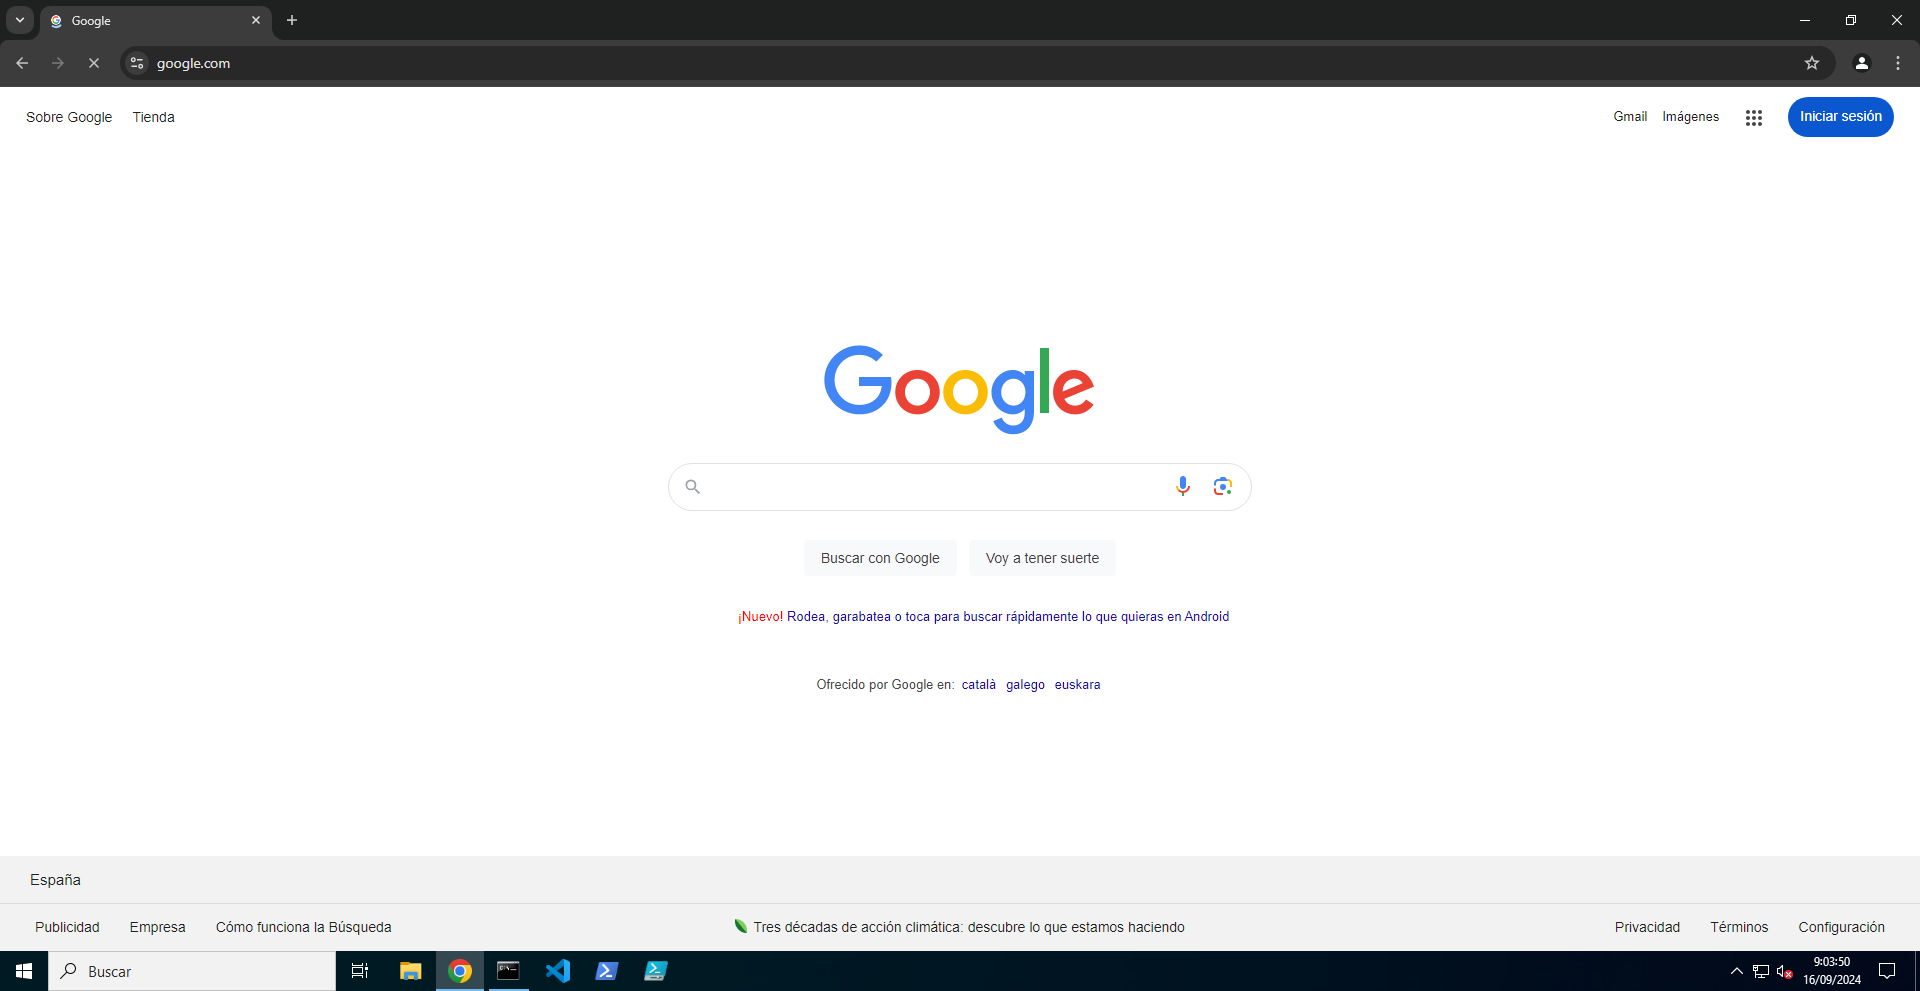 Google
google.com
Sobre Google Tienda
Gmail Imágenes Iniciar sesión
Google
Buscar con Google Voy a tener suerte
¡Nuevo! Rodea, garabatea o toca para buscar rápidamente lo que quieras en Android
Ofrecido por Google en: català galego euskara
España
Publicidad Empresa Cómo funciona la Búsqueda Tres décadas de acción climática: descubre lo que estamos haciendo Privacidad Términos Configuración
Buscar
9:03:50
16/09/2024